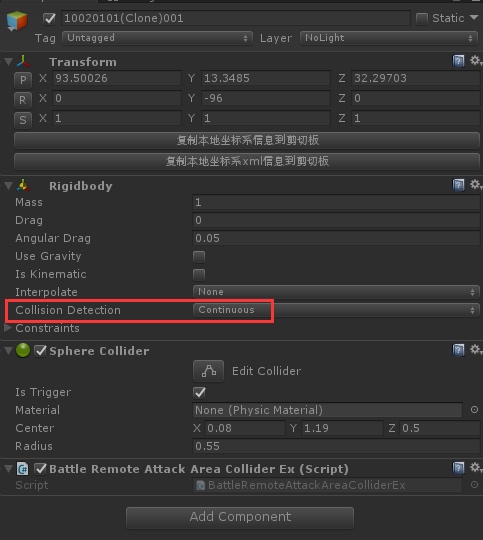 10020101(Clone)001 Static
Tag Untagged Layer NoLight
Transform
P X 93.50026 Y 13.3485 Z 32.29703
R X 0 Y -96 Z 0
S X 1 Y 1 Z 1
复制本地坐标系信息到剪切板
复制本地坐标系xml信息到剪切板
Rigidbody
Mass 1
Drag 0
Angular Drag 0.05
Use Gravity
Is Kinematic
Interpolate None
Collision Detection Continuous
Constraints
Sphere Collider
Edit Collider
Is Trigger
Material None (Physic Material)
Center X 0.08 Y 1.19 Z 0.5
Radius 0.55
Battle Remote Attack Area Collider Ex (Script)
Script BattleRemoteAttackAreaColliderEx
Add Component